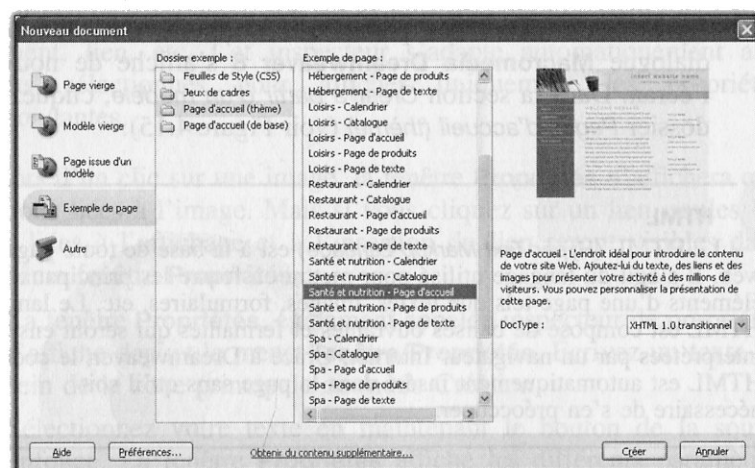 Nouveau document
Dossier exemple :
Exemple de page :
Page vierge
Modèle vierge
Page issue d'un
modèle
Exemple de page
Autre
Feuilles de Style (CSS)
Jeux de cadres
Page d'accueil (thème)
Page d'accueil (de base)
Hébergement - Page de produits
Hébergement - Page de texte
Loisirs - Calendrier
Loisirs - Catalogue
Loisirs - Page d'accueil
Loisirs - Page de produits
Loisirs - Page de texte
Restaurant - Calendrier
Restaurant - Catalogue
Restaurant - Page d'accueil
Restaurant - Page de produits
Restaurant - Page de texte
Santé et nutrition - Calendrier
Santé et nutrition - Catalogue
Santé et nutrition - Page d'accueil
Santé et nutrition - Page de produits
Santé et nutrition - Page de texte
Spa - Calendrier
Spa - Catalogue
Spa - Page d'accueil
Spa - Page de produits
Spa - Page de texte
Page d'accueil - L'endroit idéal pour introduire le contenu
de votre site Web. Ajoutez-lui du texte, des liens et des
images pour présenter votre activité à des millions de
visiteurs. Vous pouvez personnaliser la présentation de
cette page.
DocType :
XHTML 1.0 transitionnel
Aide
Préférences...
Obtenir du contenu supplémentaire...
Créer
Annuler